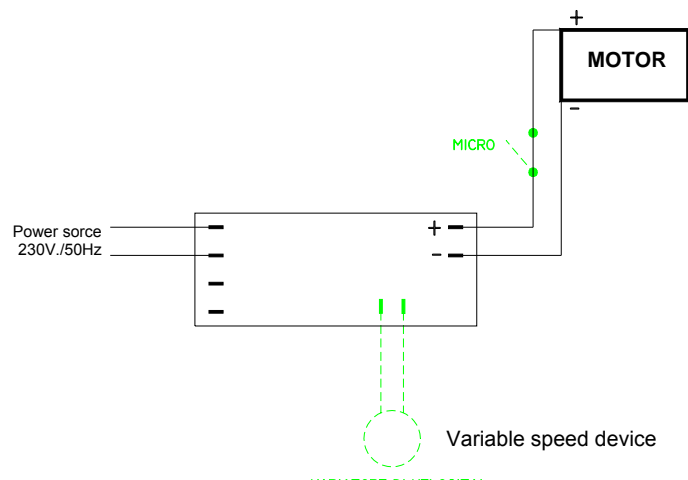 +
MOTOR
-
MICRO
Power sorce
230V./50Hz
+
-
Variable speed device